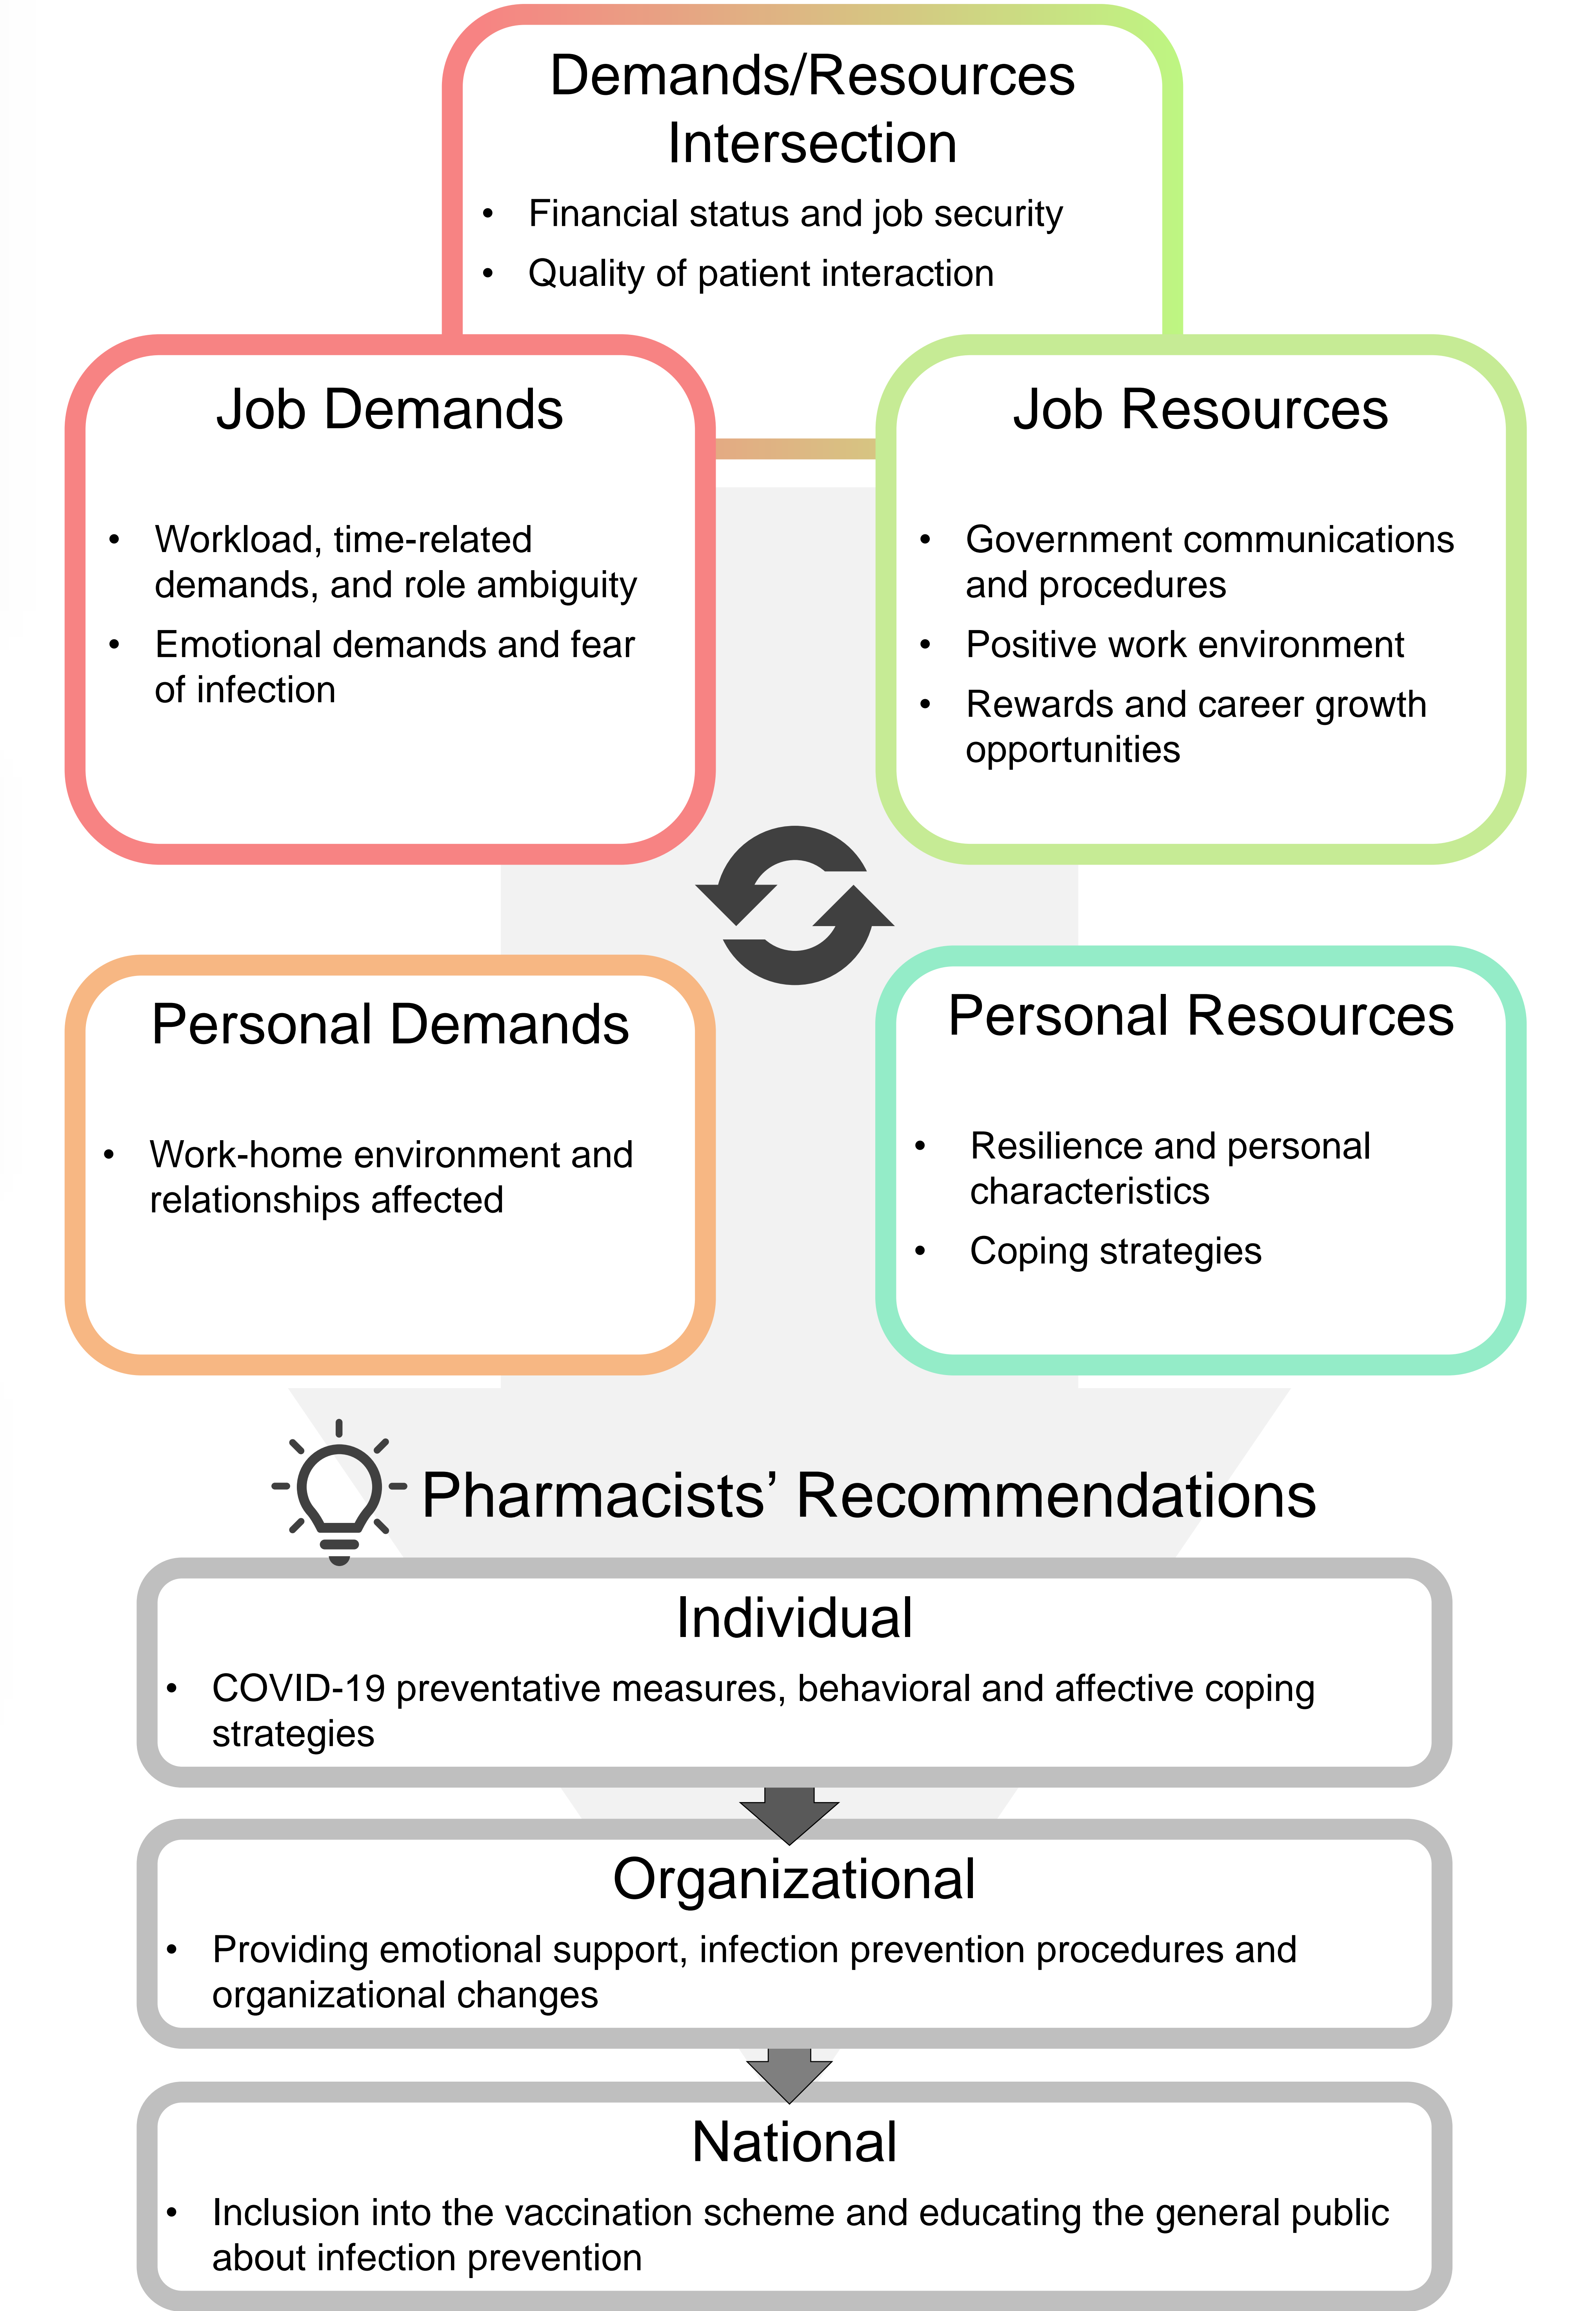 Demands/Resources
Intersection
• Financial status and job security
• Quality of patient interaction
Job Demands
• Workload, time-related
demands, and role ambiguity
• Emotional demands and fear
of infection
Job Resources
• Government communications
and procedures
• Positive work environment
• Rewards and career growth
opportunities
Personal Demands
• Work-home environment and
relationships affected
Personal Resources
• Resilience and personal
characteristics
• Coping strategies
Pharmacists’ Recommendations
Individual
• COVID-19 preventative measures, behavioral and affective coping
strategies
Organizational
• Providing emotional support, infection prevention procedures and
organizational changes
National
• Inclusion into the vaccination scheme and educating the general public
about infection prevention